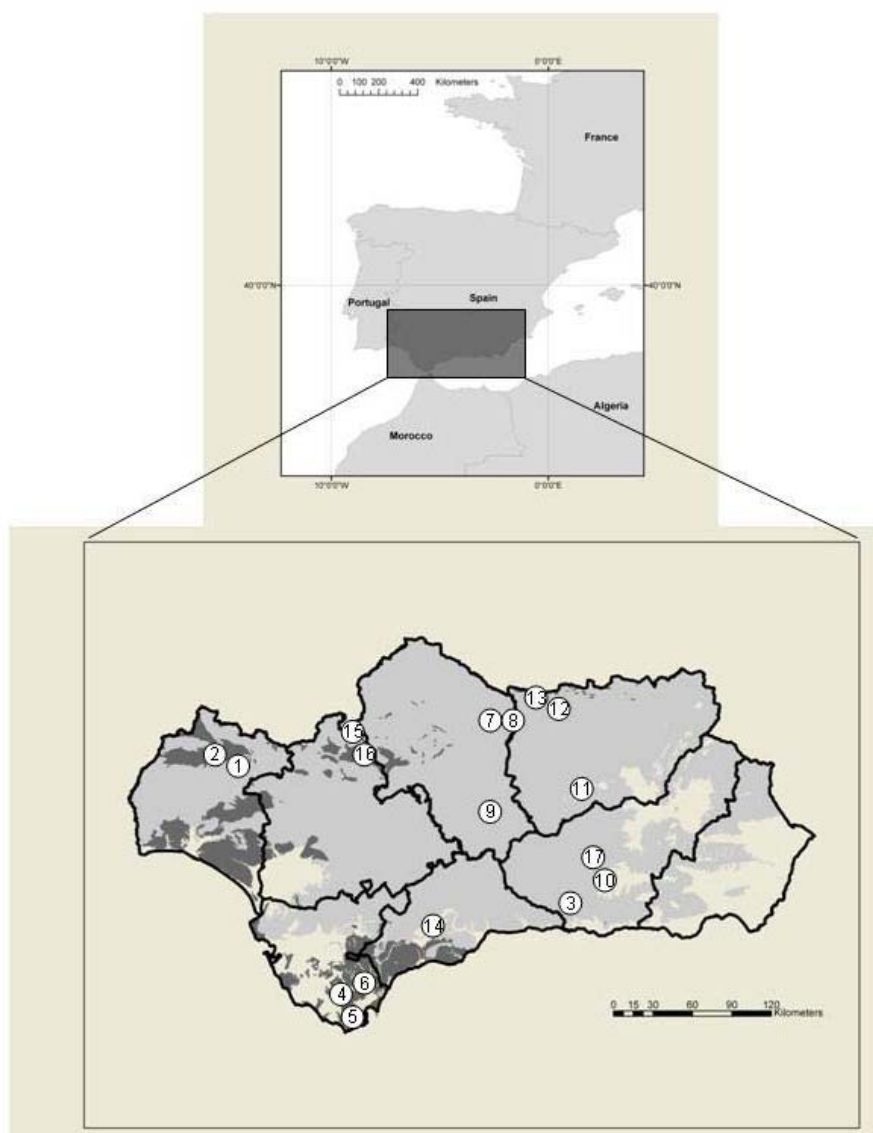 10°0'0"W 0°0'0"E
0 100 200 400 Kilometers
France
40°0'0"N 40°0'0"N
Portugal Spain
Algeria
Morocco
10°0'0"W 0°0'0"E
13
12
7 8
15
2 16
1
11
9
17
10
3
14
6
4
5
0 15 30 60 90 120
Kilometers